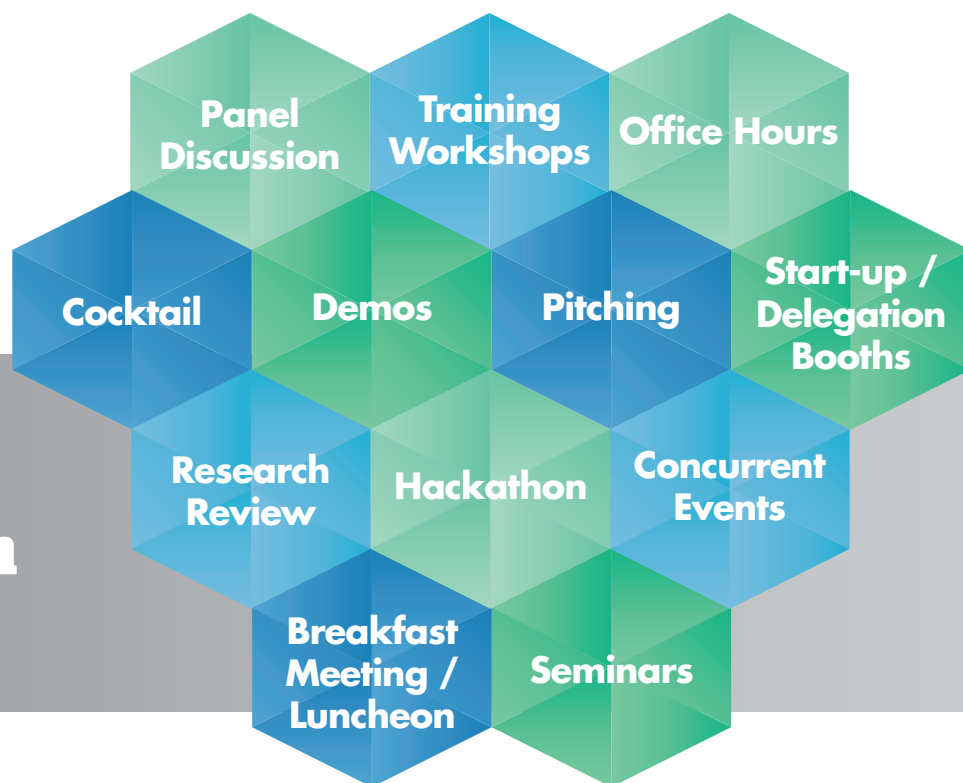 Panel
Discussion
Training
Workshops
Office Hours
Cocktail
Demos
Pitching
Start-up /
Delegation
Booths
Research
Review
Hackathon
Concurrent
Events
Breakfast
Meeting /
Luncheon
Seminars